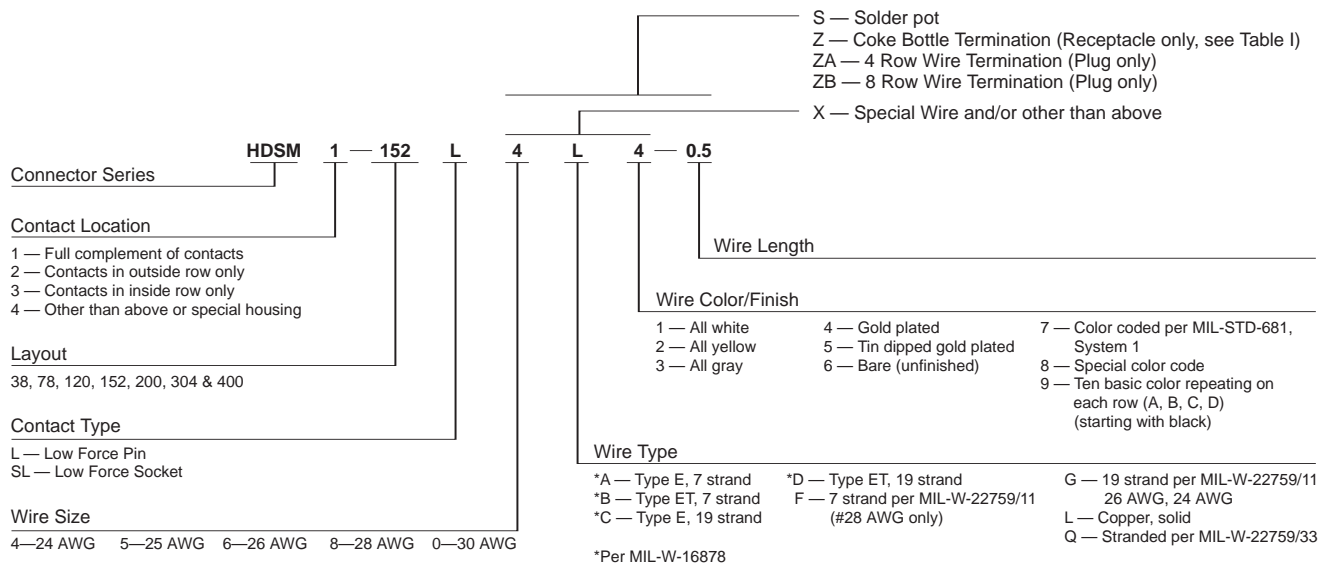 S — Solder pot
Z — Coke Bottle Termination (Receptacle only, see Table I)
ZA — 4 Row Wire Termination (Plug only)
ZB — 8 Row Wire Termination (Plug only)
X — Special Wire and/or other than above
HDSM 1 — 152 L 4 L 4 — 0.5
Connector Series
Contact Location
1 — Full complement of contacts
2 — Contacts in outside row only
3 — Contacts in inside row only
4 — Other than above or special housing
Layout
38, 78, 120, 152, 200, 304 & 400
Contact Type
L — Low Force Pin
SL — Low Force Socket
Wire Size
4—24 AWG 5—25 AWG 6—26 AWG 8—28 AWG 0—30 AWG
Wire Length
Wire Color/Finish
1 — All white
2 — All yellow
3 — All gray
4 — Gold plated
5 — Tin dipped gold plated
6 — Bare (unfinished)
7 — Color coded per MIL-STD-681,
System 1
8 — Special color code
9 — Ten basic color repeating on
each row (A, B, C, D)
(starting with black)
Wire Type
*A — Type E, 7 strand
*B — Type ET, 7 strand
*C — Type E, 19 strand
*D — Type ET, 19 strand
F — 7 strand per MIL-W-22759/11
(#28 AWG only)
G — 19 strand per MIL-W-22759/11
26 AWG, 24 AWG
L — Copper, solid
Q — Stranded per MIL-W-22759/33
*Per MIL-W-16878